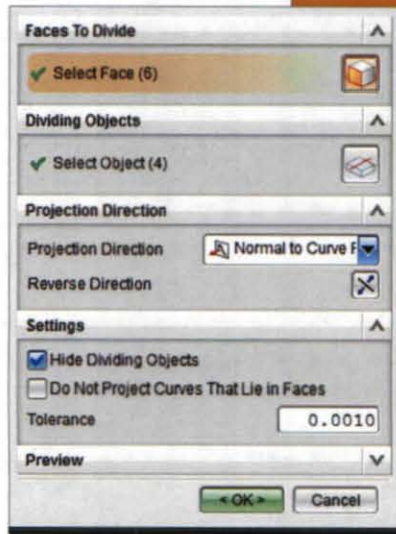 Faces To Divide
Select Face (6)
Dividing Objects
Select Object (4)
Projection Direction
Projection Direction Normal to Curve
Reverse Direction
Settings
Hide Dividing Objects
Do Not Project Curves That Lie in Faces
Tolerance 0.0010
Preview
< OK > Cancel